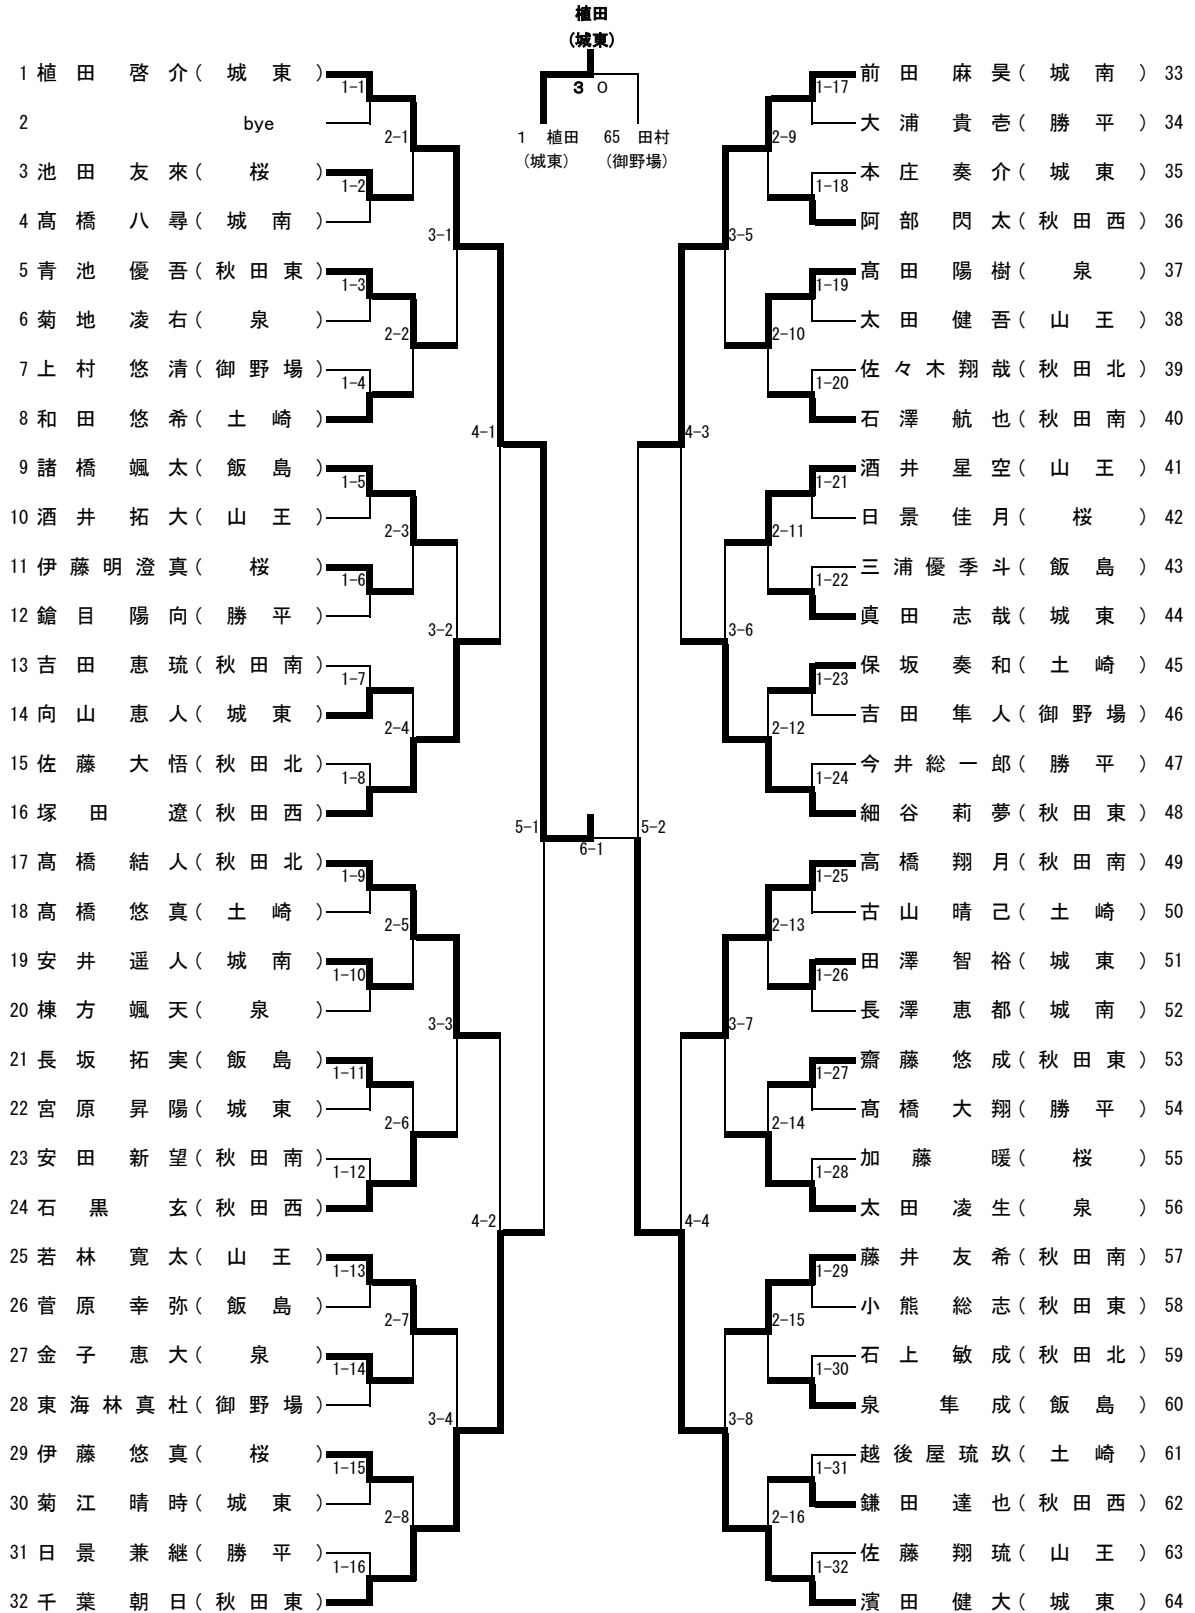 植田
(城東)
3 0
1 植田 65 田村
(城東) (御野場)
1 植田 啓介(城東)
2 bye
3 池田 友來(桜)
4 髙橋 八尋(城南)
5 青池 優吾(秋田東)
6 菊地 凌右(泉)
7 上村 悠清(御野場)
8 和田 悠希(土崎)
9 諸橋 颯太(飯島)
10 酒井 拓大(山王)
11 伊藤明澄真(桜)
12 鎗目 陽向(勝平)
13 吉田 恵琉(秋田南)
14 向山 恵人(城東)
15 佐藤 大悟(秋田北)
16 塚田 遼(秋田西)
17 髙橋 結人(秋田北)
18 髙橋 悠真(土崎)
19 安井 遥人(城南)
20 棟方 颯天(泉)
21 長坂 拓実(飯島)
22 宮原 昇陽(城東)
23 安田 新望(秋田南)
24 石黒 玄(秋田西)
25 若林 寛太(山王)
26 菅原 幸弥(飯島)
27 金子 恵大(泉)
28 東海林真杜(御野場)
29 伊藤 悠真(桜)
30 菊江 晴時(城東)
31 日景 兼継(勝平)
32 千葉 朝日(秋田東)
1-1
1-2
1-3
1-4
1-5
1-6
1-7
1-8
1-9
1-10
1-11
1-12
1-13
1-14
1-15
1-16
2-1
2-2
2-3
2-4
2-5
2-6
2-7
2-8
3-1
3-2
3-3
3-4
4-1
4-2
5-1
6-1
5-2
4-3
4-4
3-5
3-6
3-7
3-8
2-9
2-10
2-11
2-12
2-13
2-14
2-15
2-16
1-17
1-18
1-19
1-20
1-21
1-22
1-23
1-24
1-25
1-26
1-27
1-28
1-29
1-30
1-31
1-32
前田 麻昊(城南) 33
大浦 貴壱(勝平) 34
本庄 奏介(城東) 35
阿部 閃太(秋田西) 36
髙田 陽樹(泉) 37
太田 健吾(山王) 38
佐々木翔哉(秋田北) 39
石澤 航也(秋田南) 40
酒井 星空(山王) 41
日景 佳月(桜) 42
三浦優季斗(飯島) 43
真田 志哉(城東) 44
保坂 奏和(土崎) 45
吉田 隼人(御野場) 46
今井総一郎(勝平) 47
細谷 莉夢(秋田東) 48
高橋 翔月(秋田南) 49
古山 晴己(土崎) 50
田澤 智裕(城東) 51
長澤 恵都(城南) 52
齋藤 悠成(秋田東) 53
髙橋 大翔(勝平) 54
加藤 暖(桜) 55
太田 凌生(泉) 56
藤井 友希(秋田南) 57
小熊 総志(秋田東) 58
石上 敏成(秋田北) 59
泉 隼成(飯島) 60
越後屋琉玖(土崎) 61
鎌田 達也(秋田西) 62
佐藤 翔琉(山王) 63
濱田 健大(城東) 64